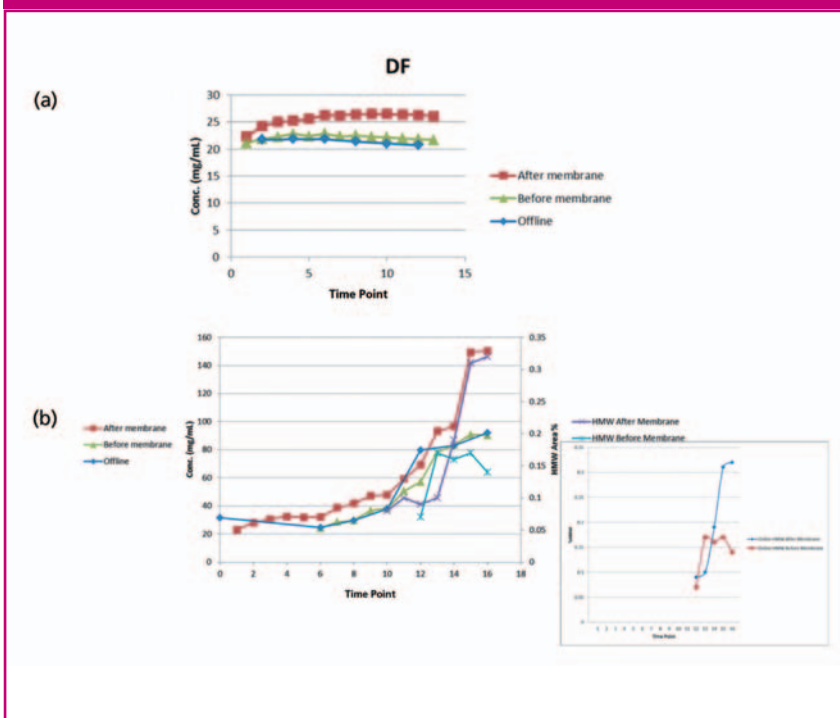 DF
(a)
30
25
20
15
10
5
0
Conc. (mg/mL)
0 5 10 15
Time Point
After membrane
Before membrane
Offline
(b)
160
140
120
100
80
60
40
20
0
Conc. (mg/mL)
0 2 4 6 8 10 12 14 16 18
Time Point
0.35
0.3
0.25
0.2
0.15
0.1
0.05
0
HMW Area %
After membrane
Before membrane
Offline
HMW After Membrane
HMW Before Membrane
Time Point